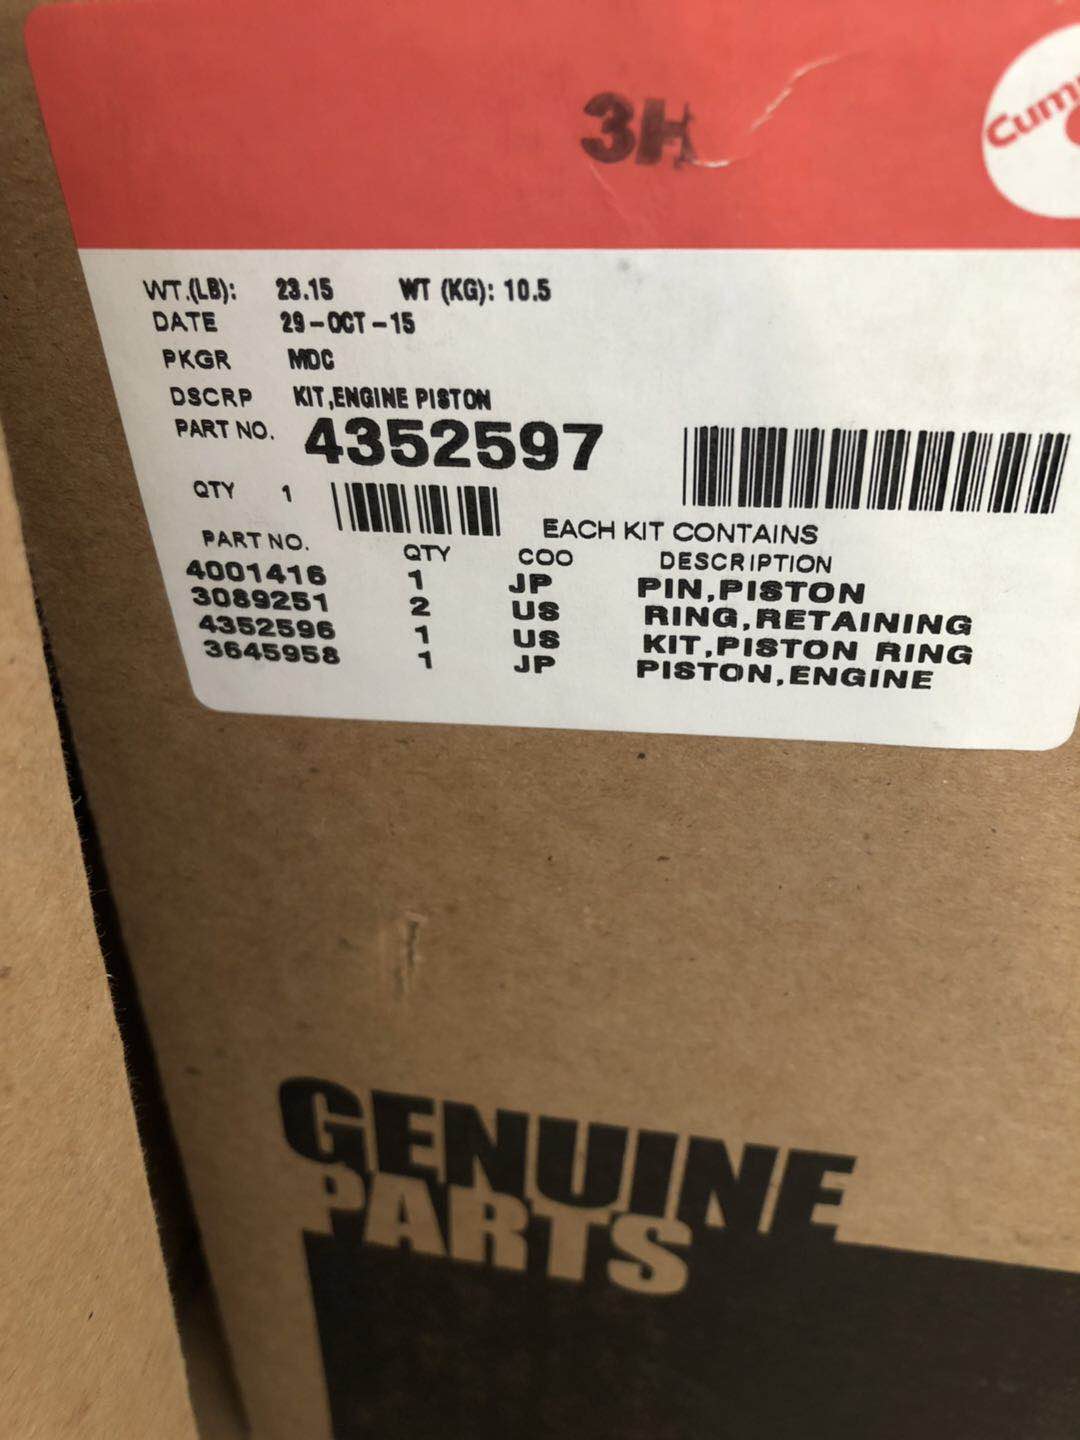 3H
WT.(LB): 23.15 WT (KG): 10.5
DATE 29-OCT-15
PKGR MDC
DSCRP KIT,ENGINE PISTON
PART NO. 4352597
QTY 1
EACH KIT CONTAINS
PART NO. QTY COO DESCRIPTION
4001416 1 JP PIN,PISTON
3089251 2 US RING,RETAINING
4352596 1 US KIT,PISTON RING
3645958 1 JP PISTON,ENGINE
GENUINE
PARTS